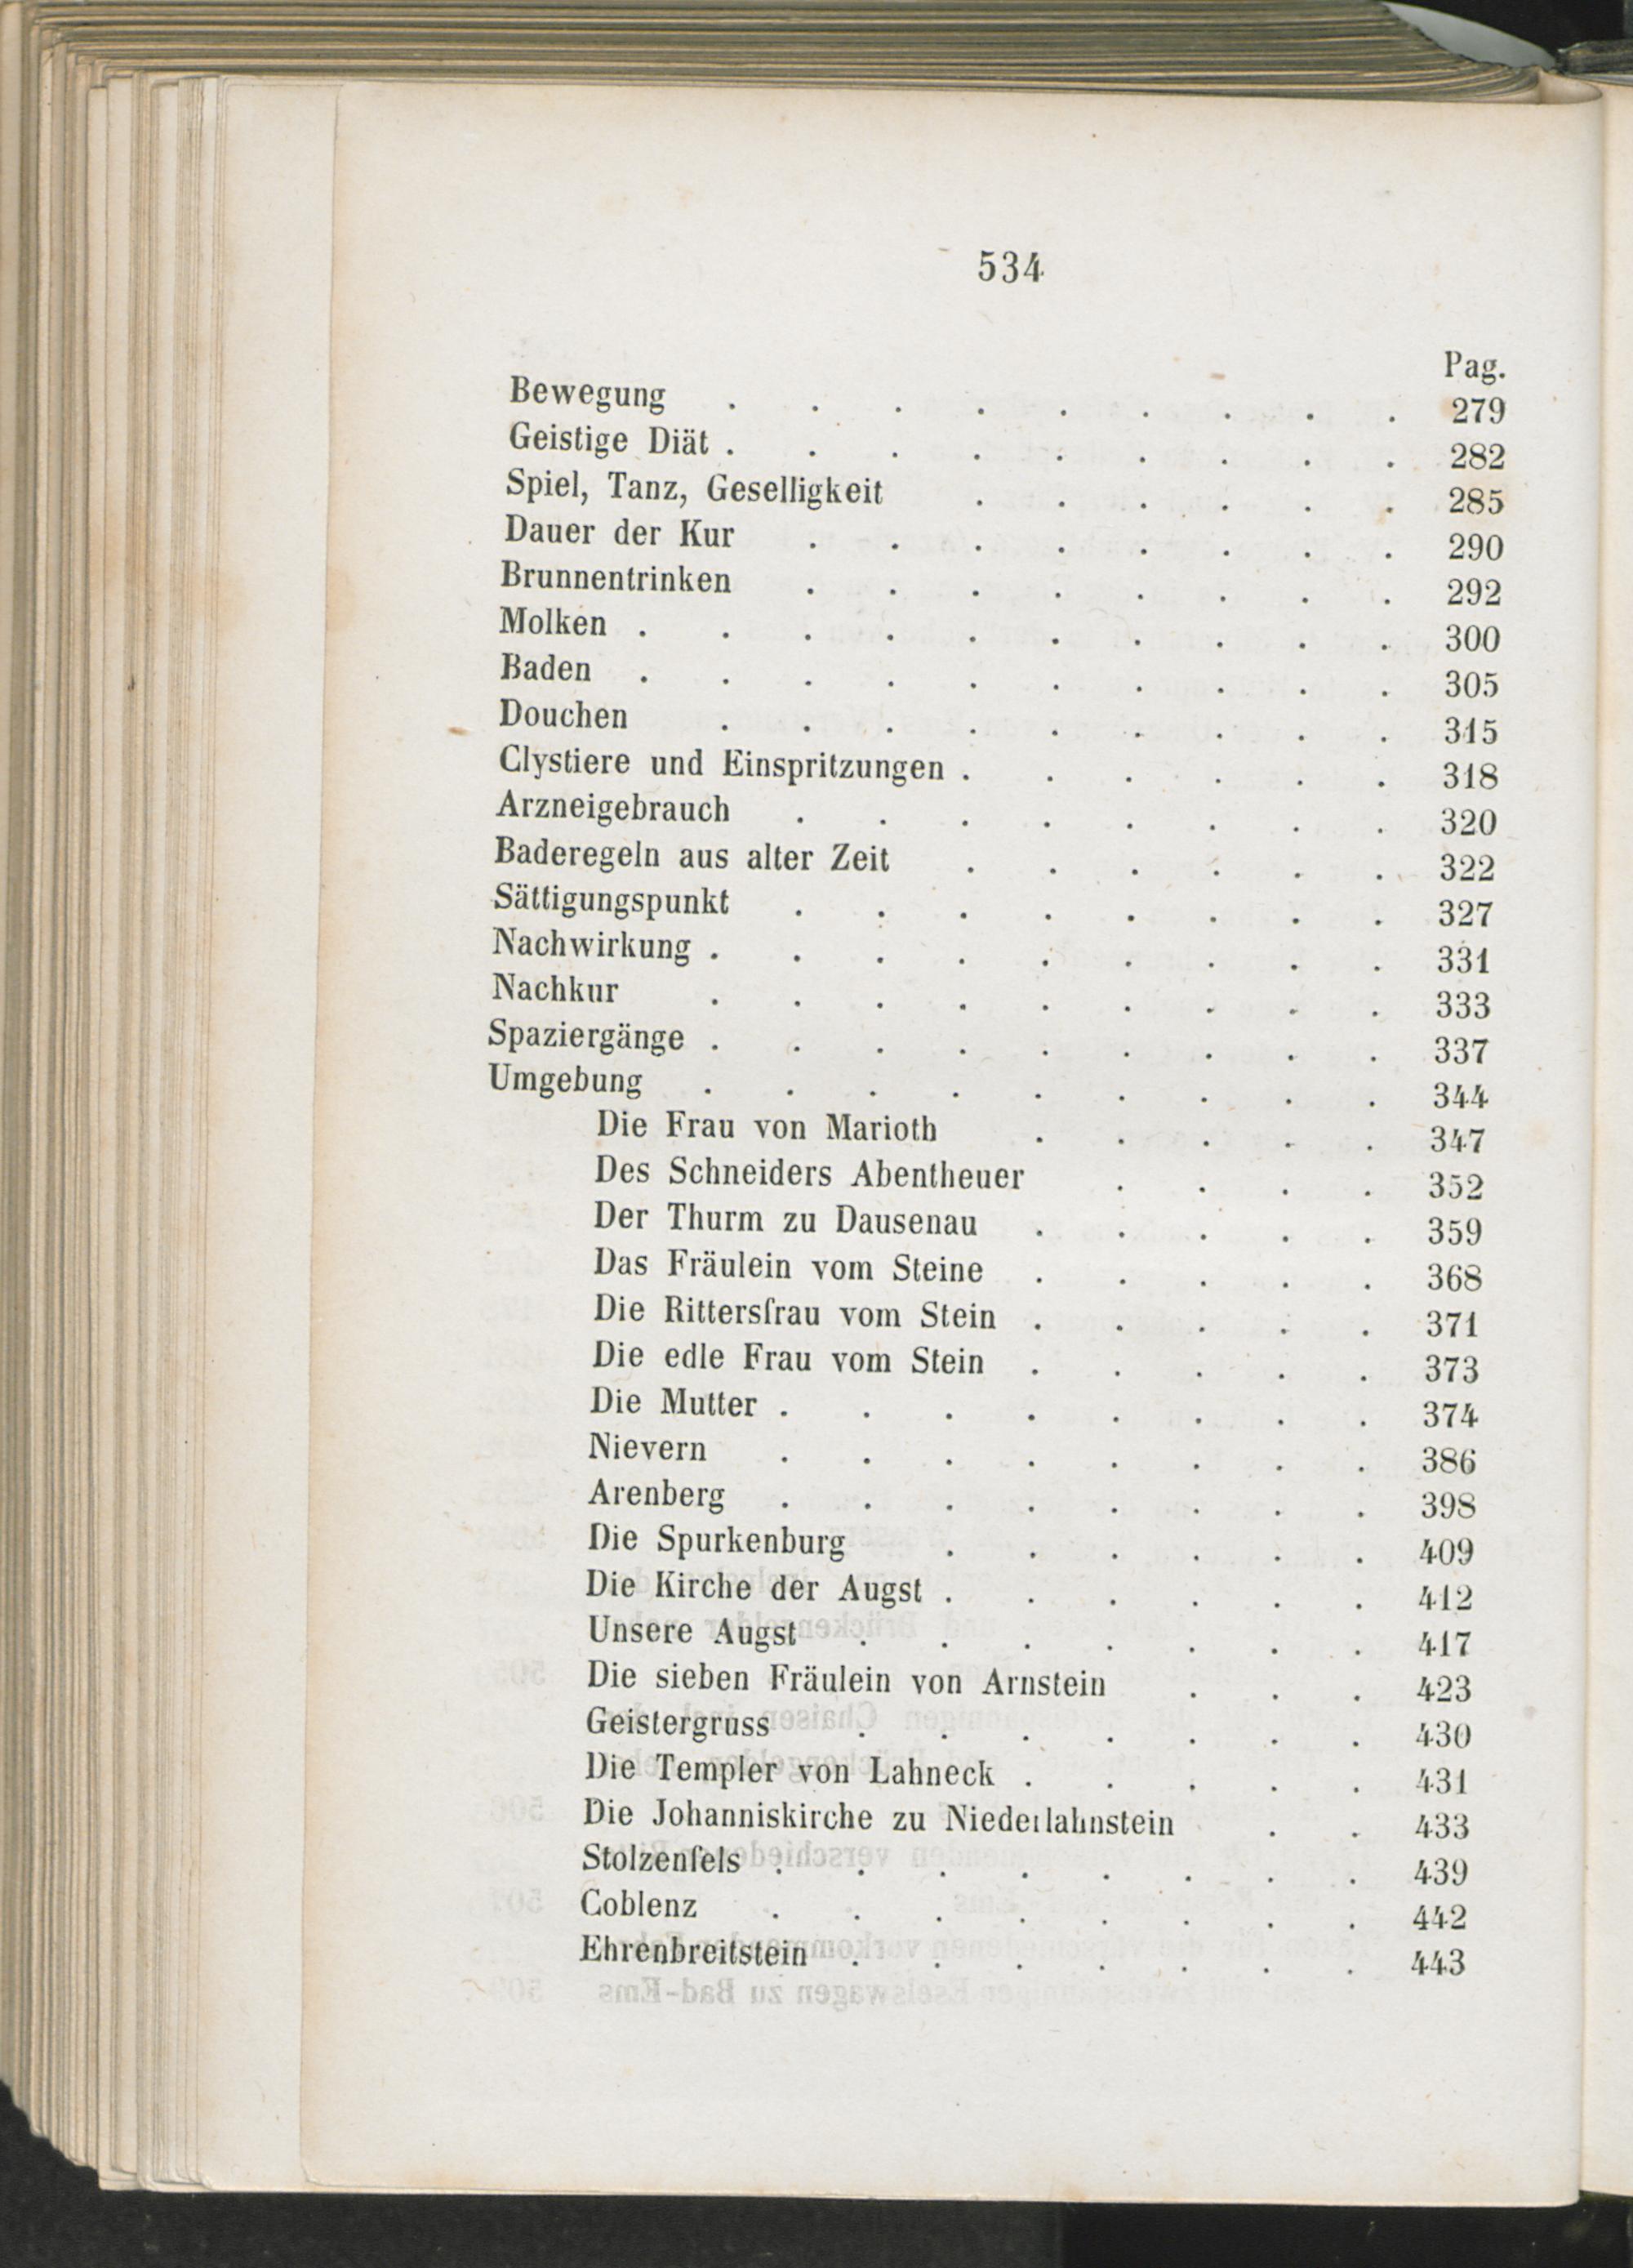 534
Pag.
Bewegung . . . . . . . . . 279
Geistige Diät . . . . . . . . . 282
Spiel, Tanz, Geselligkeit . . . . . . 285
Dauer der Kur . . . . . . . . 290
Brunnentrinken . . . . . . . . 292
Molken . . . . . . . . . . 300
Baden . . . . . . . . . . 305
Douchen . . . . . . . . . 315
Clystiere und Einspritzungen . . . . . . 318
Arzneigebrauch . . . . . . . . 320
Baderegeln aus alter Zeit . . . . . . 322
Sättigungspunkt . . . . . . . . 327
Nachwirkung . . . . . . . . . 331
Nachkur . . . . . . . . . 333
Spaziergänge . . . . . . . . . 337
Umgebung . . . . . . . . . 344
Die Frau von Marioth . . . . . 347
Des Schneiders Abentheuer . . . . 352
Der Thurm zu Dausenau . . . . . 359
Das Fräulein vom Steine . . . . . 368
Die Rittersfrau vom Stein . . . . . 371
Die edle Frau vom Stein . . . . . 373
Die Mutter . . . . . . . . 374
Nievern . . . . . . . . 386
Arenberg . . . . . . . . 398
Die Spurkenburg . . . . . . 409
Die Kirche der Augst . . . . . . 412
Unsere Augst . . . . . . . 417
Die sieben Fräulein von Arnstein . . . 423
Geistergruss . . . . . . . 430
Die Templer von Lahneck . . . . . 431
Die Johanniskirche zu Niederlahnstein . . 433
Stolzenfels . . . . . . . . 439
Coblenz . . . . . . . . 442
Ehrenbreitstein . . . . . . . 443